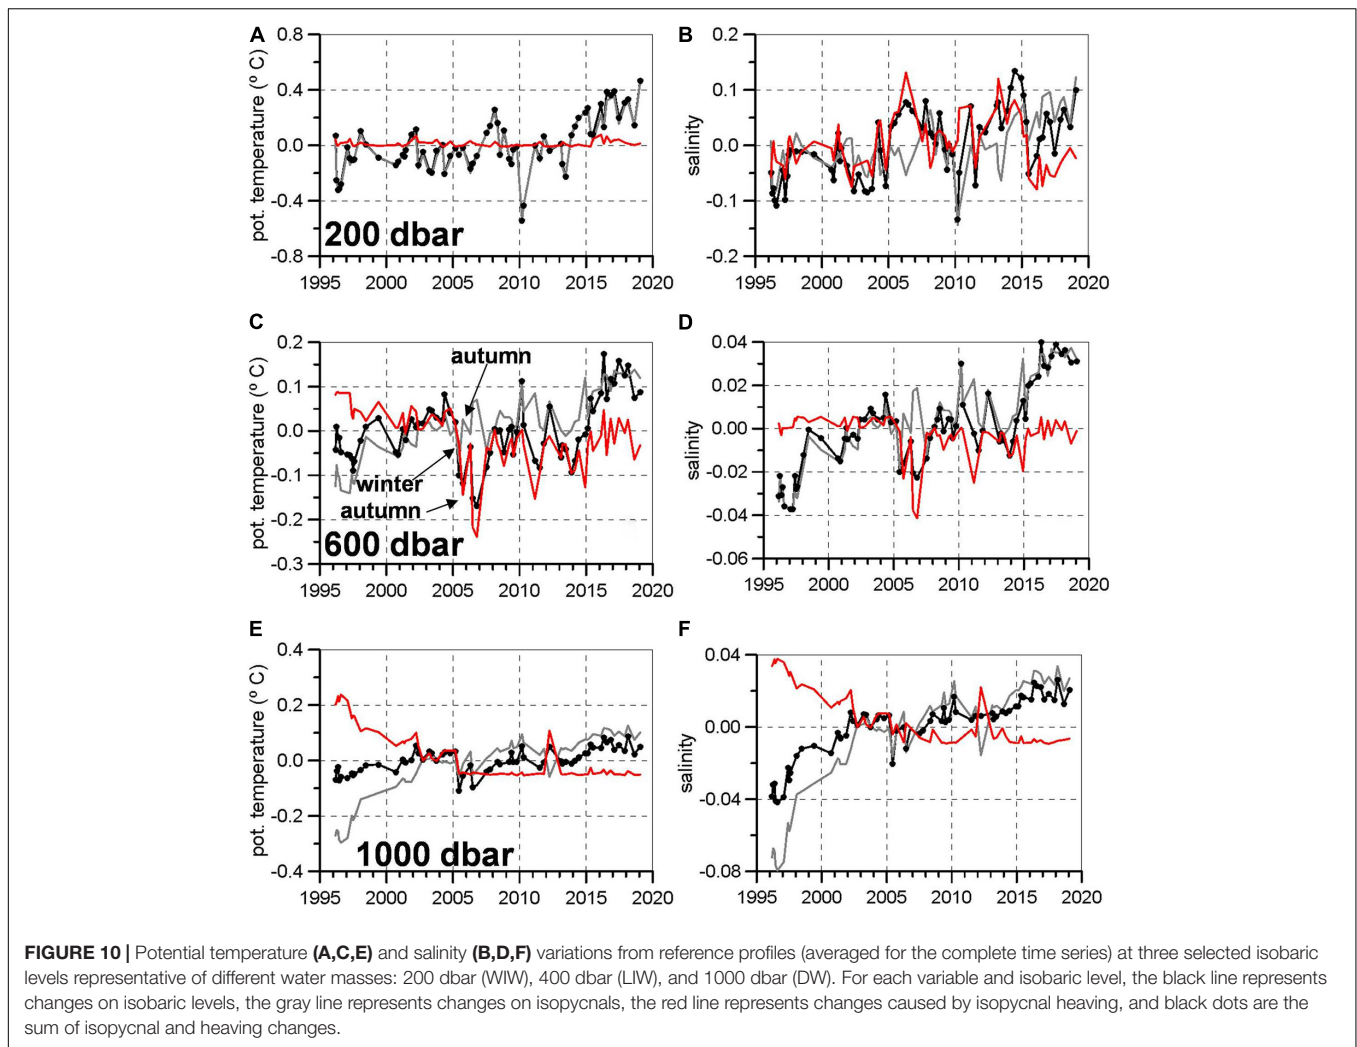 A
B
pot. temperature (º C)
0.8
0.4
0.0
-0.4
-0.8
200 dbar
1995 2000 2005 2010 2015 2020
salinity
0.2
0.1
0.0
-0.1
-0.2
1995 2000 2005 2010 2015 2020
C
D
pot. temperature (º C)
0.2
0.1
0.0
-0.1
-0.2
-0.3
autumn
winter
autumn
600 dbar
1995 2000 2005 2010 2015 2020
salinity
0.04
0.02
0.00
-0.02
-0.04
-0.06
1995 2000 2005 2010 2015 2020
E
F
pot. temperature (º C)
0.4
0.2
0.0
-0.2
-0.4
1000 dbar
1995 2000 2005 2010 2015 2020
salinity
0.04
0.00
-0.04
-0.08
1995 2000 2005 2010 2015 2020
FIGURE 10 | Potential temperature (A,C,E) and salinity (B,D,F) variations from reference profiles (averaged for the complete time series) at three selected isobaric
levels representative of different water masses: 200 dbar (WIW), 400 dbar (LIW), and 1000 dbar (DW). For each variable and isobaric level, the black line represents
changes on isobaric levels, the gray line represents changes on isopycnals, the red line represents changes caused by isopycnal heaving, and black dots are the
sum of isopycnal and heaving changes.